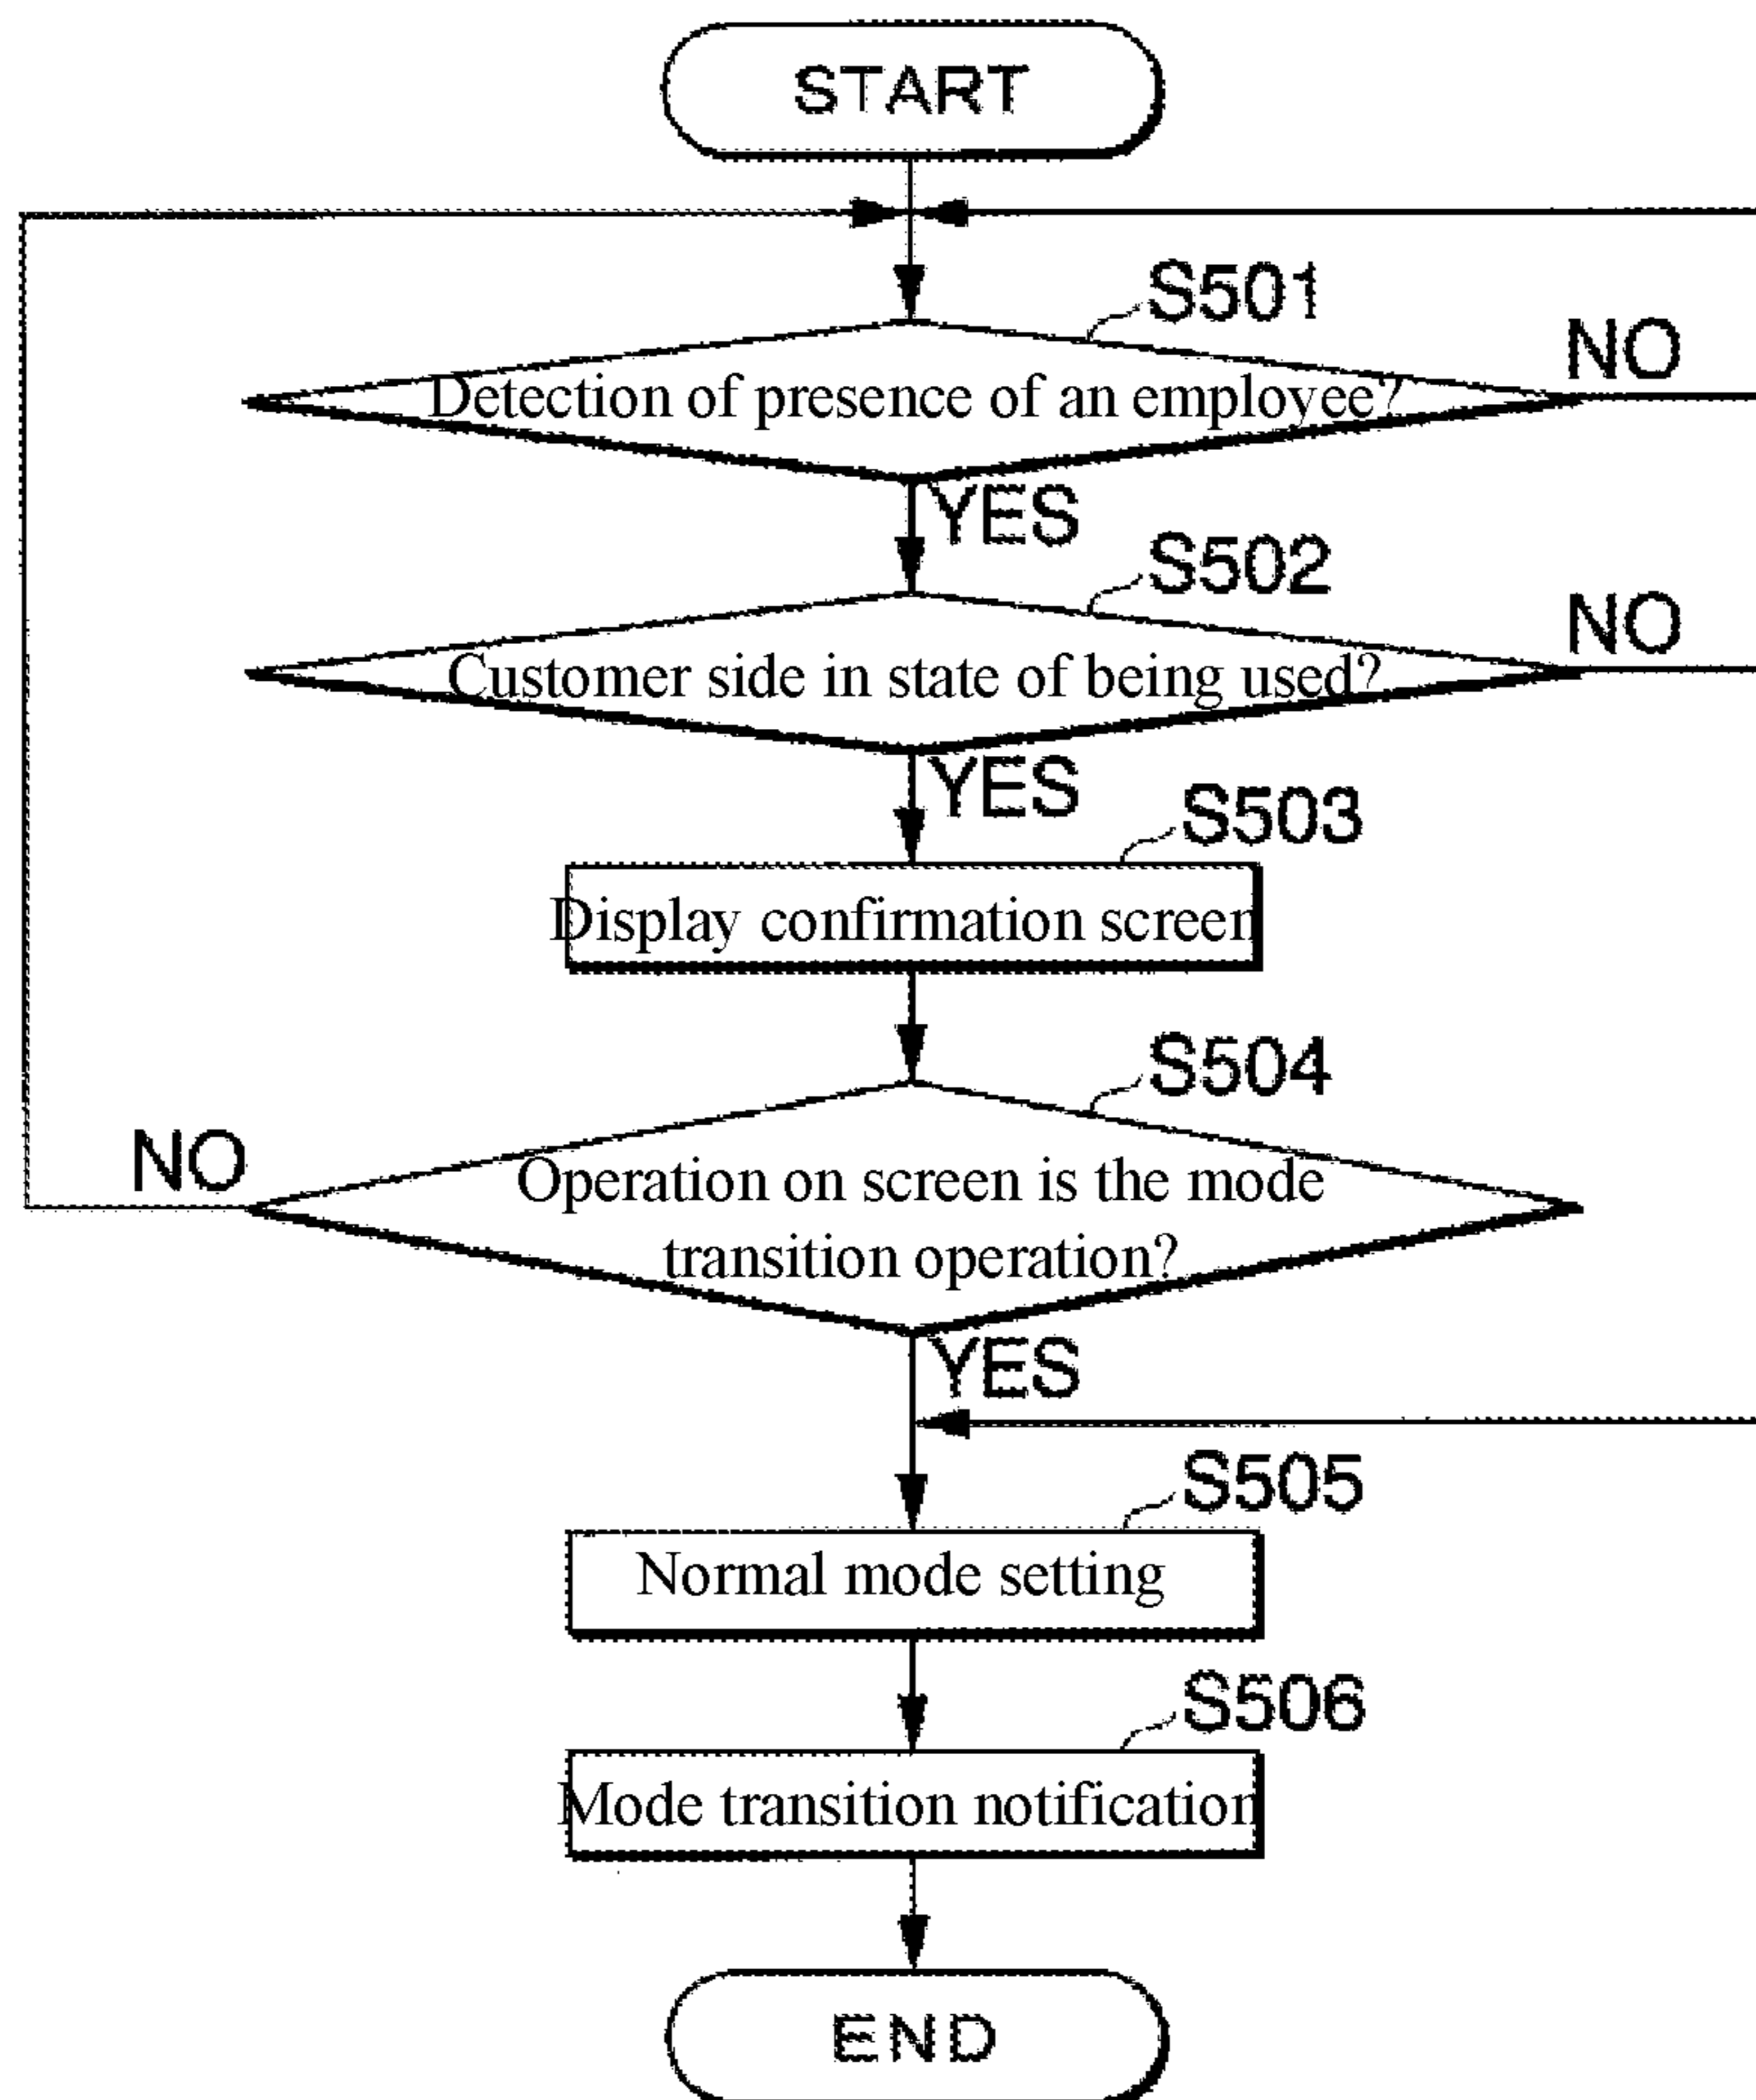 START
S501
NO
Detection of presence of an employee?
YES
S502
NO
Customer side in state of being used?
YES
S503
Display confirmation screen
S504
NO
Operation on screen is the mode
transition operation?
YES
S505
Normal mode setting
S506
Mode transition notification
END